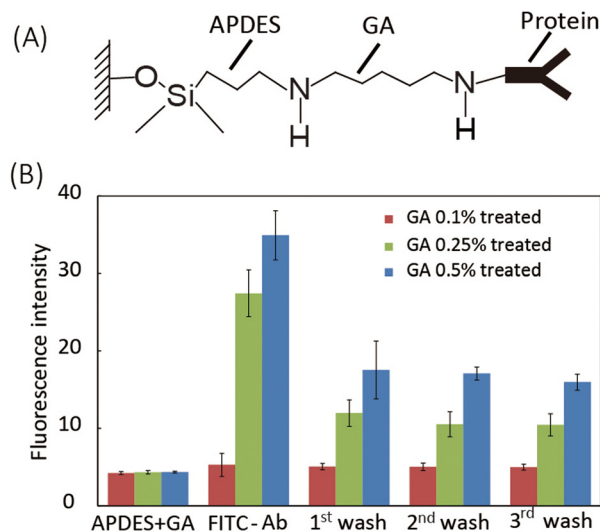 (A)
APDES
GA
Protein
O
Si
N
H
N
H
(B)
Fluorescence intensity
40
30
20
10
0
GA 0.1% treated
GA 0.25% treated
GA 0.5% treated
APDES+GA
FITC-Ab
1st wash
2nd wash
3rd wash